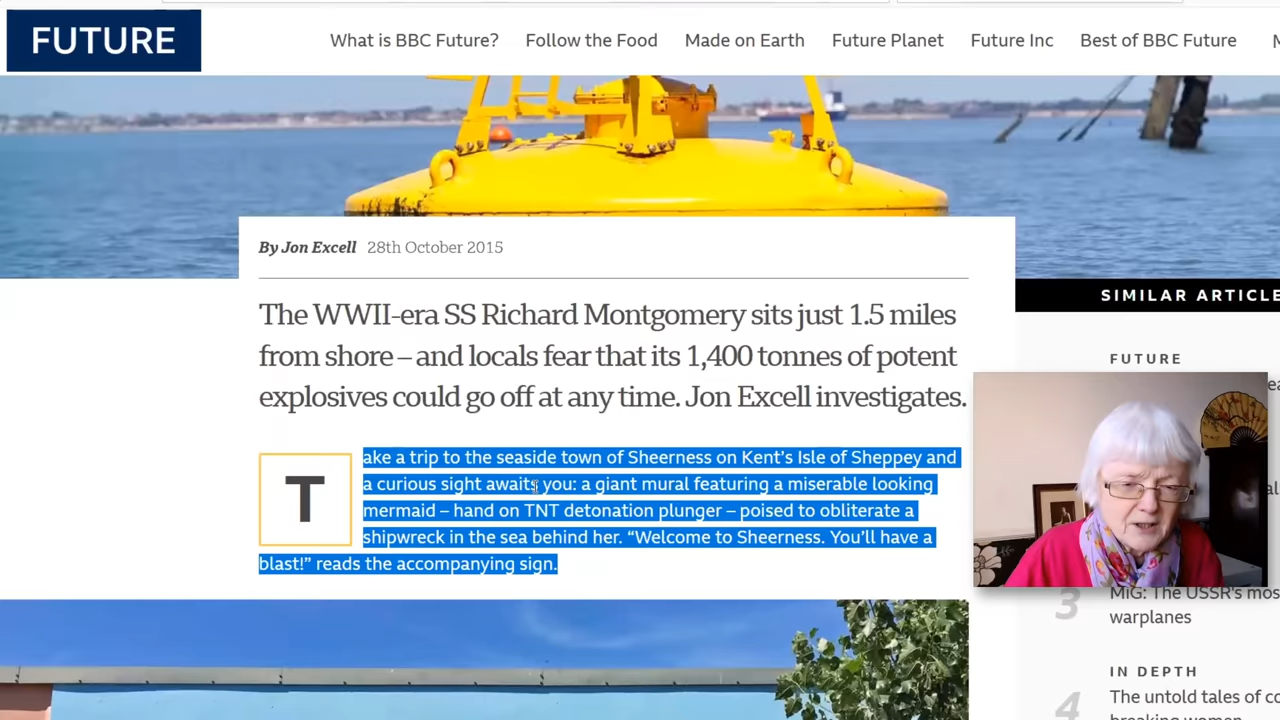 FUTURE
What is BBC Future?
Follow the Food
Made on Earth
Future Planet
Future Inc
Best of BBC Future
By Jon Excell 28th October 2015
The WWII-era SS Richard Montgomery sits just 1.5 miles
from shore – and locals fear that its 1,400 tonnes of potent
explosives could go off at any time. Jon Excell investigates.
Take a trip to the seaside town of Sheerness on Kent’s Isle of Sheppey and
a curious sight awaits you: a giant mural featuring a miserable looking
mermaid – hand on TNT detonation plunger – poised to obliterate a
shipwreck in the sea behind her. “Welcome to Sheerness. You’ll have a
blast!” reads the accompanying sign.
SIMILAR ARTICLE
FUTURE
3
MiG: The USSR's mos
warplanes
IN DEPTH
4
The untold tales of co